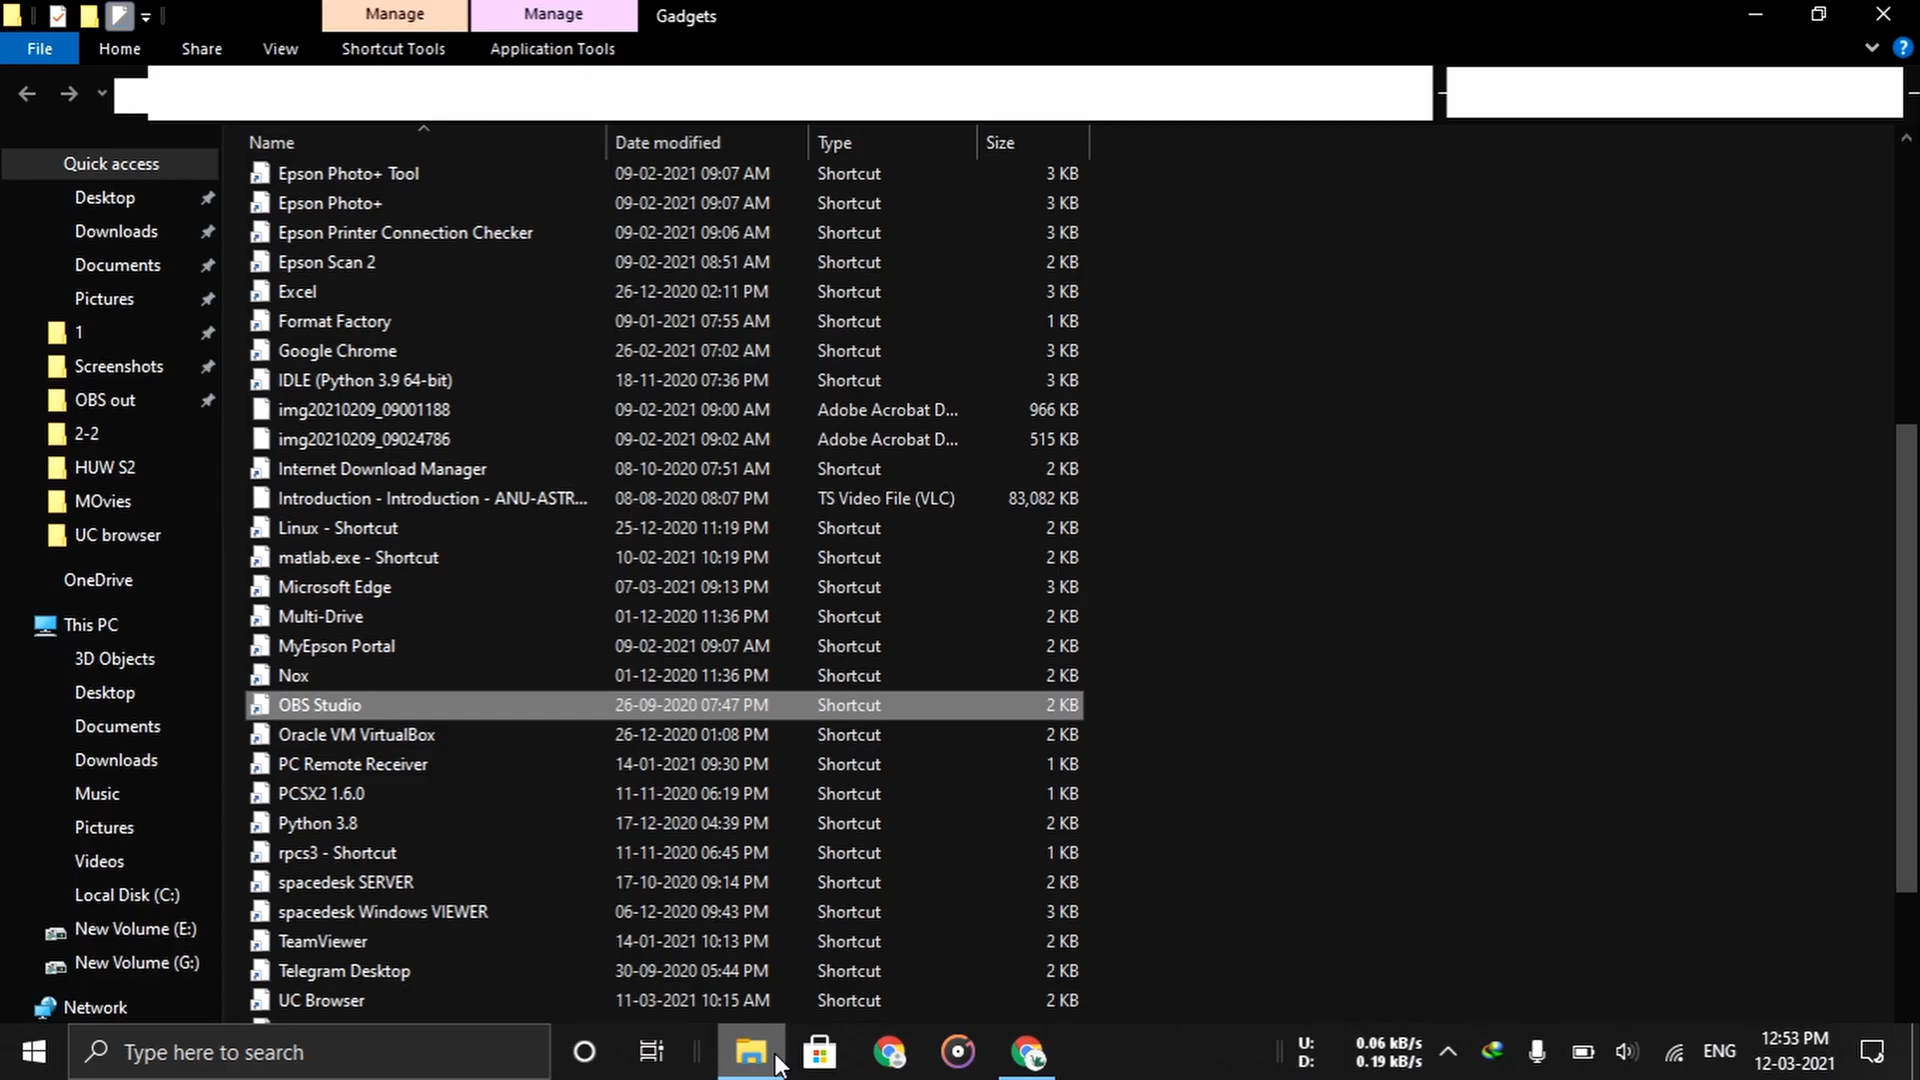 Manage Manage Gadgets
File Home Share View Shortcut Tools Application Tools
Name Date modified Type Size
Quick access
Desktop
Downloads
Documents
Pictures
1
Screenshots
OBS out
2-2
HUW S2
MOvies
UC browser
OneDrive
This PC
3D Objects
Desktop
Documents
Downloads
Music
Pictures
Videos
Local Disk (C:)
New Volume (E:)
New Volume (G:)
Network
Epson Photo+ Tool 09-02-2021 09:07 AM Shortcut 3 KB
Epson Photo+ 09-02-2021 09:07 AM Shortcut 3 KB
Epson Printer Connection Checker 09-02-2021 09:06 AM Shortcut 3 KB
Epson Scan 2 09-02-2021 08:51 AM Shortcut 2 KB
Excel 26-12-2020 02:11 PM Shortcut 3 KB
Format Factory 09-01-2021 07:55 AM Shortcut 1 KB
Google Chrome 26-02-2021 07:02 AM Shortcut 3 KB
IDLE (Python 3.9 64-bit) 18-11-2020 07:36 PM Shortcut 3 KB
img20210209_09001188 09-02-2021 09:00 AM Adobe Acrobat D... 966 KB
img20210209_09024786 09-02-2021 09:02 AM Adobe Acrobat D... 515 KB
Internet Download Manager 08-10-2020 07:51 AM Shortcut 2 KB
Introduction - Introduction - ANU-ASTR... 08-08-2020 08:07 PM TS Video File (VLC) 83,082 KB
Linux - Shortcut 25-12-2020 11:19 PM Shortcut 2 KB
matlab.exe - Shortcut 10-02-2021 10:19 PM Shortcut 2 KB
Microsoft Edge 07-03-2021 09:13 PM Shortcut 3 KB
Multi-Drive 01-12-2020 11:36 PM Shortcut 2 KB
MyEpson Portal 09-02-2021 09:07 AM Shortcut 2 KB
Nox 01-12-2020 11:36 PM Shortcut 2 KB
OBS Studio 26-09-2020 07:47 PM Shortcut 2 KB
Oracle VM VirtualBox 26-12-2020 01:08 PM Shortcut 2 KB
PC Remote Receiver 14-01-2021 09:30 PM Shortcut 1 KB
PCSX2 1.6.0 11-11-2020 06:19 PM Shortcut 1 KB
Python 3.8 17-12-2020 04:39 PM Shortcut 2 KB
rpcs3 - Shortcut 11-11-2020 06:45 PM Shortcut 1 KB
spacedesk SERVER 17-10-2020 09:14 PM Shortcut 2 KB
spacedesk Windows VIEWER 06-12-2020 09:43 PM Shortcut 3 KB
TeamViewer 14-01-2021 10:13 PM Shortcut 2 KB
Telegram Desktop 30-09-2020 05:44 PM Shortcut 2 KB
UC Browser 11-03-2021 10:15 AM Shortcut 2 KB
Type here to search
U: 0.06 kB/s
D: 0.19 kB/s
ENG
12:53 PM
12-03-2021